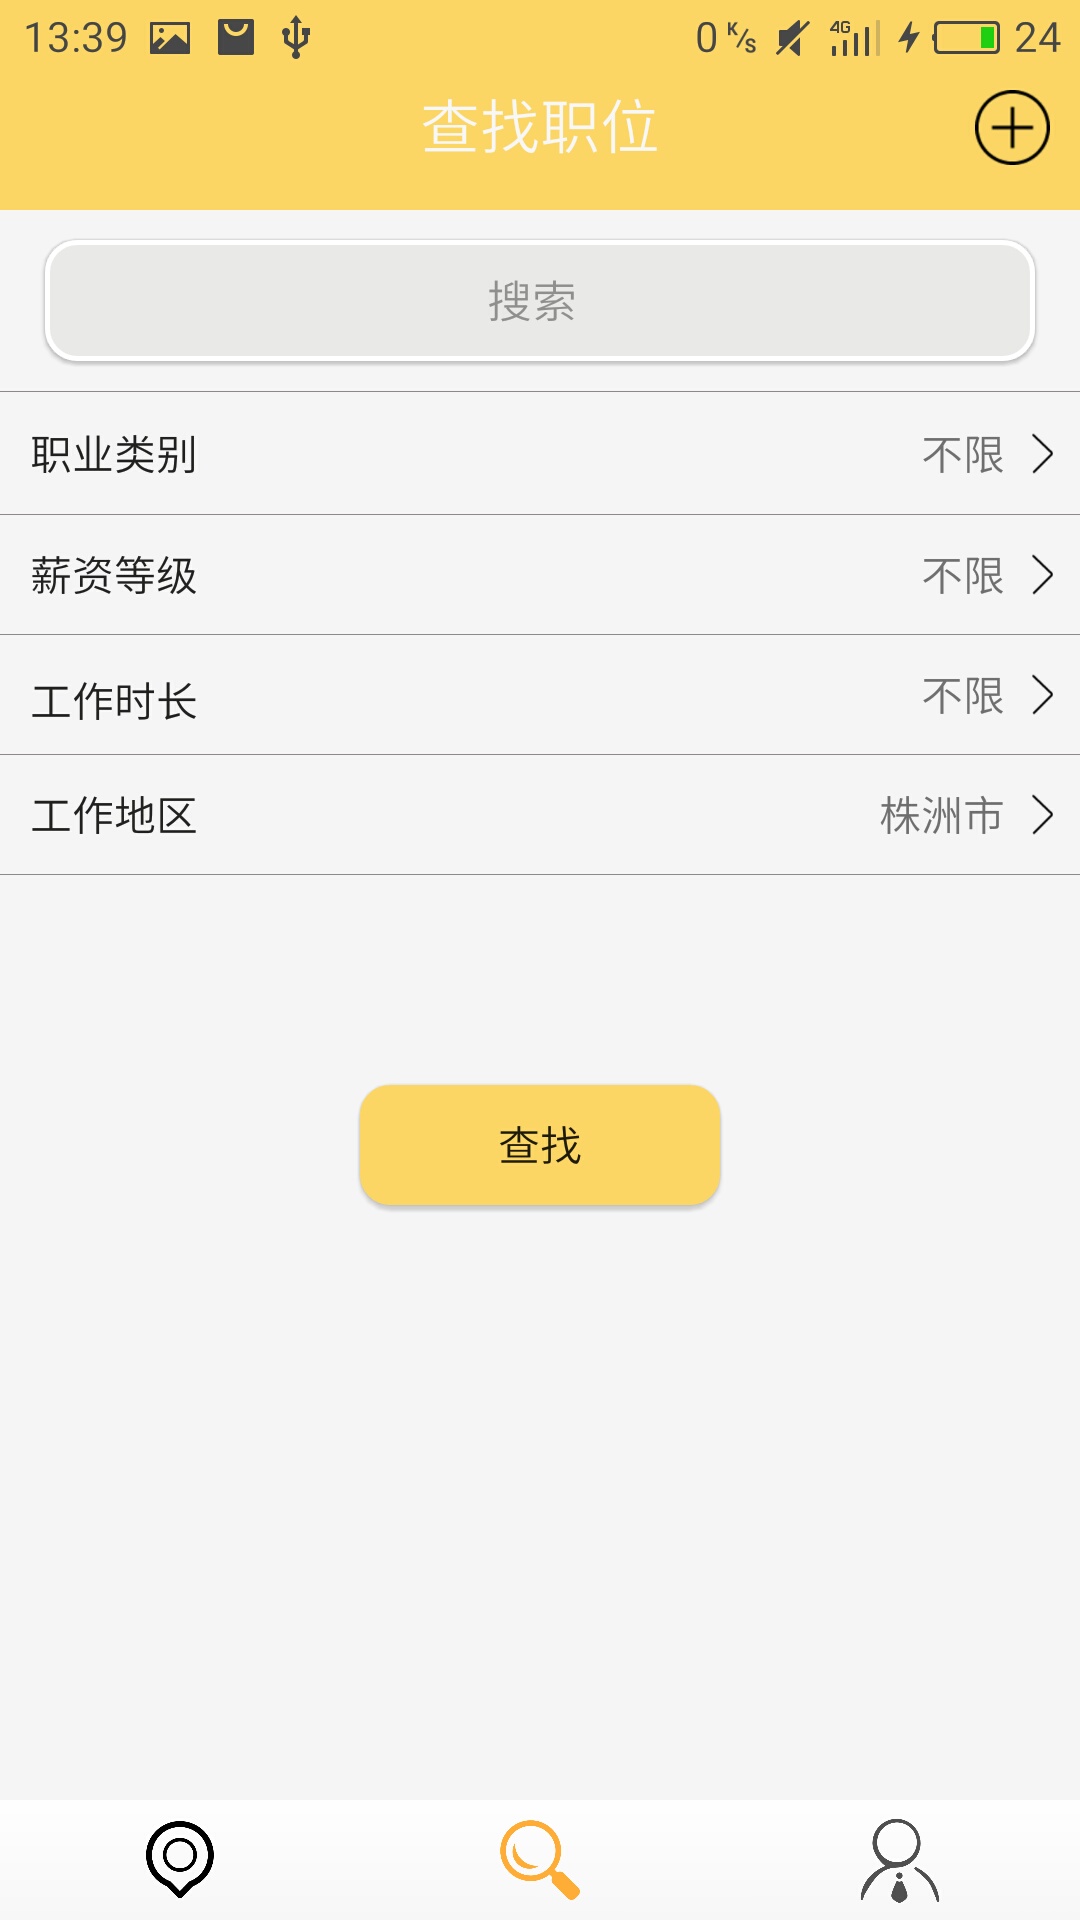 13:39 0 K/s 4G 24
查找职位
搜索
职业类别 不限
薪资等级 不限
工作时长 不限
工作地区 株洲市
查找